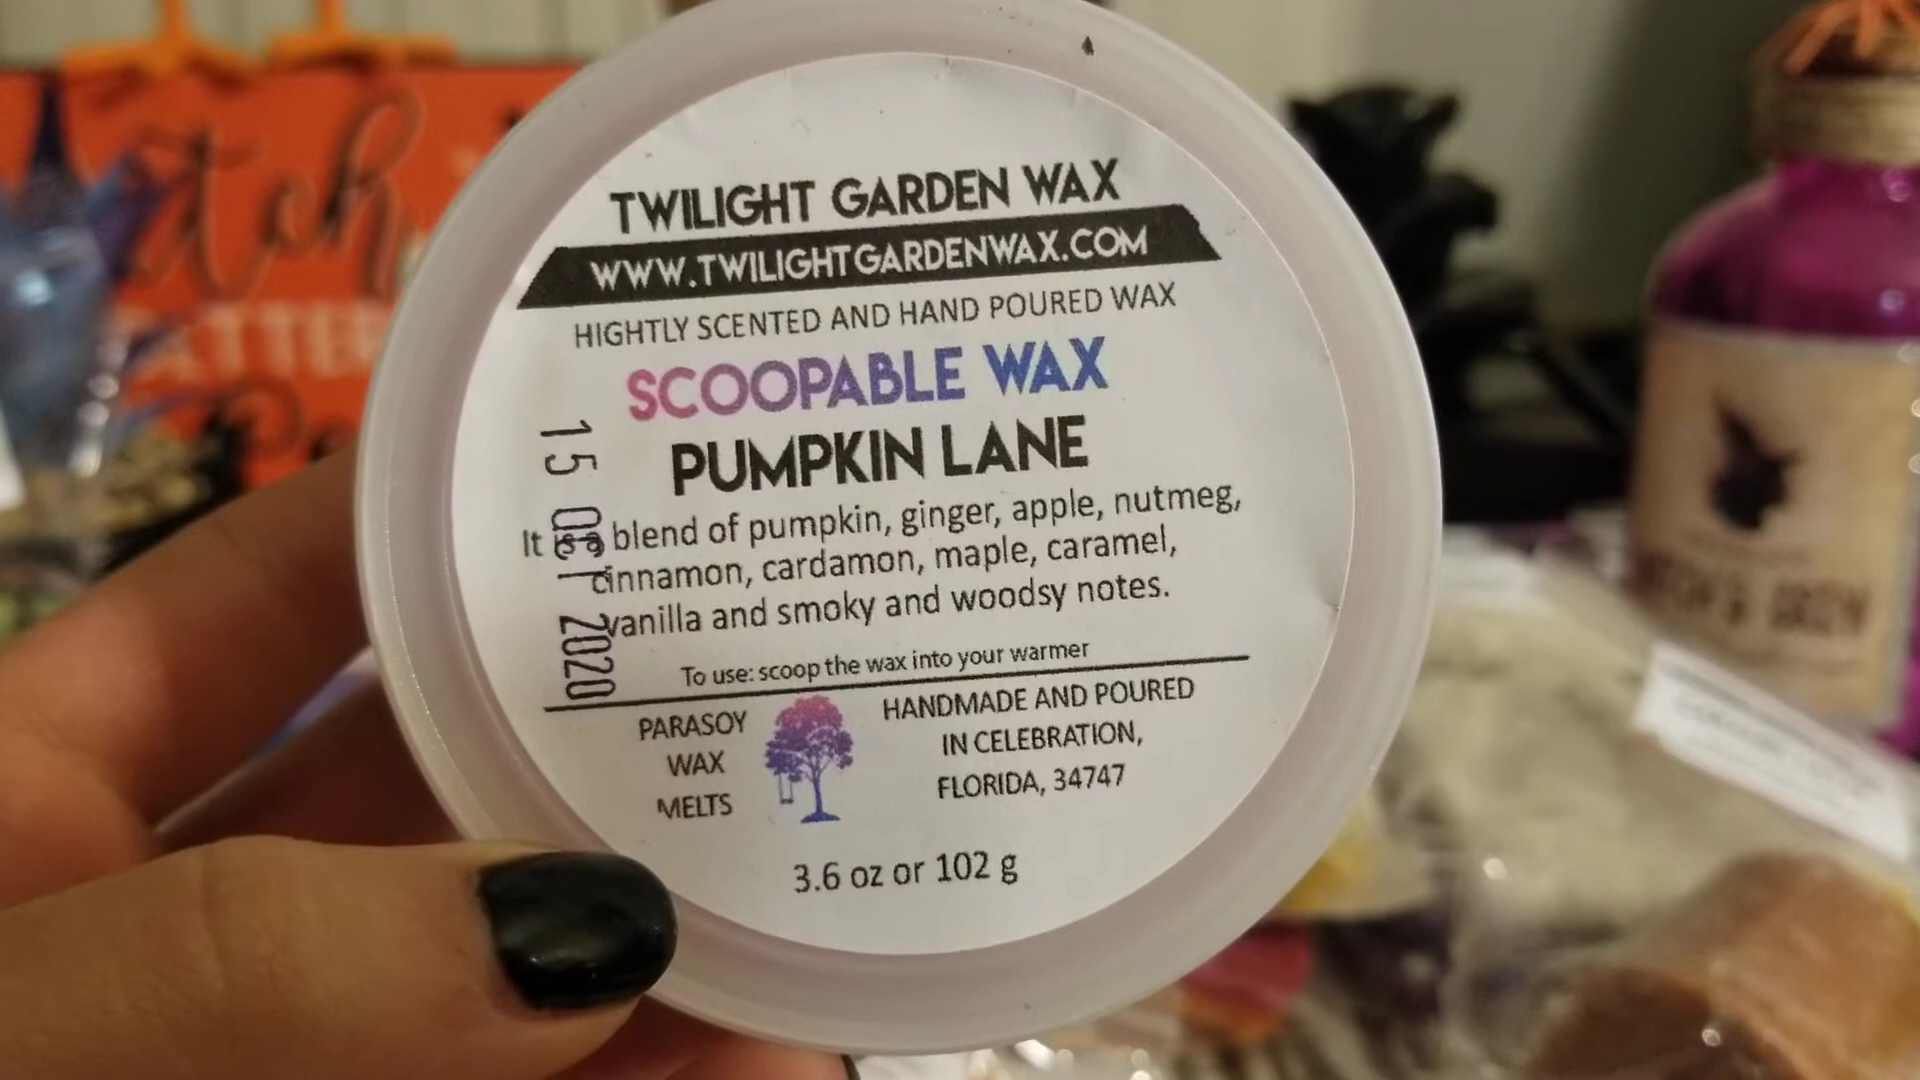 TWILIGHT GARDEN WAX
WWW.TWILIGHTGARDENWAX.COM
HIGHTLY SCENTED AND HAND POURED WAX
SCOOPABLE WAX
PUMPKIN LANE
It is a blend of pumpkin, ginger, apple, nutmeg,
cinnamon, cardamon, maple, caramel,
vanilla and smoky and woodsy notes.
15 OCT 2020
To use: scoop the wax into your warmer
PARASOY
WAX
MELTS
HANDMADE AND POURED
IN CELEBRATION,
FLORIDA, 34747
3.6 oz or 102 g